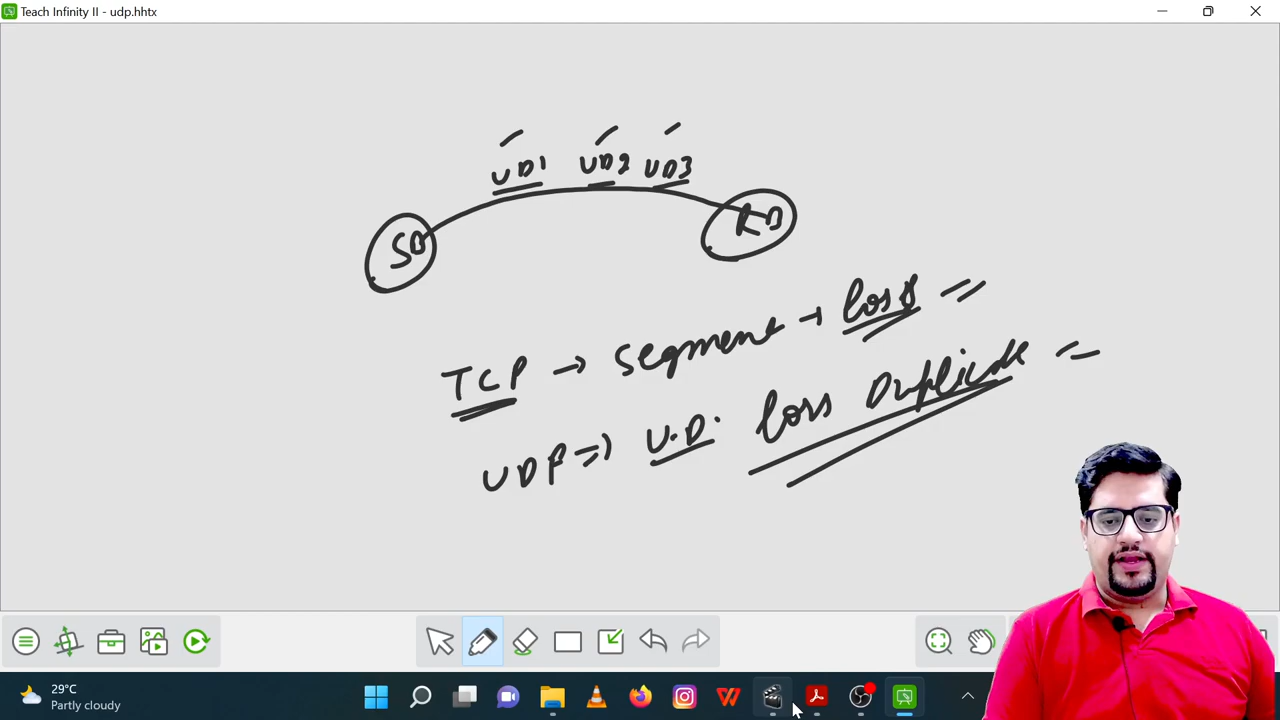 Teach Infinity II - udp.hhtx
UD1 UD2 UD3
SD
RD
TCP → Segment → loss =
UDP => U.D. loss Duplicate =
29°C
Partly cloudy